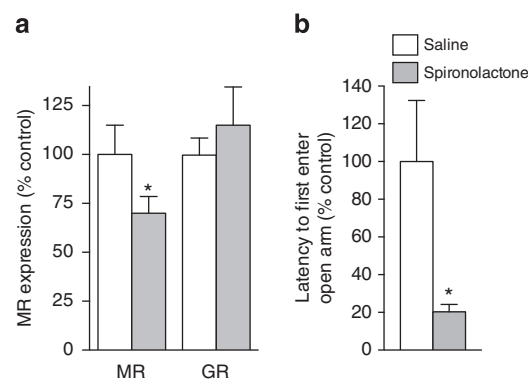 a
MR expression (% control)
125
100
75
50
25
0
*
MR
GR
b
Saline
Spironolactone
Latency to first enter
open arm (% control)
140
120
100
80
60
40
20
0
*